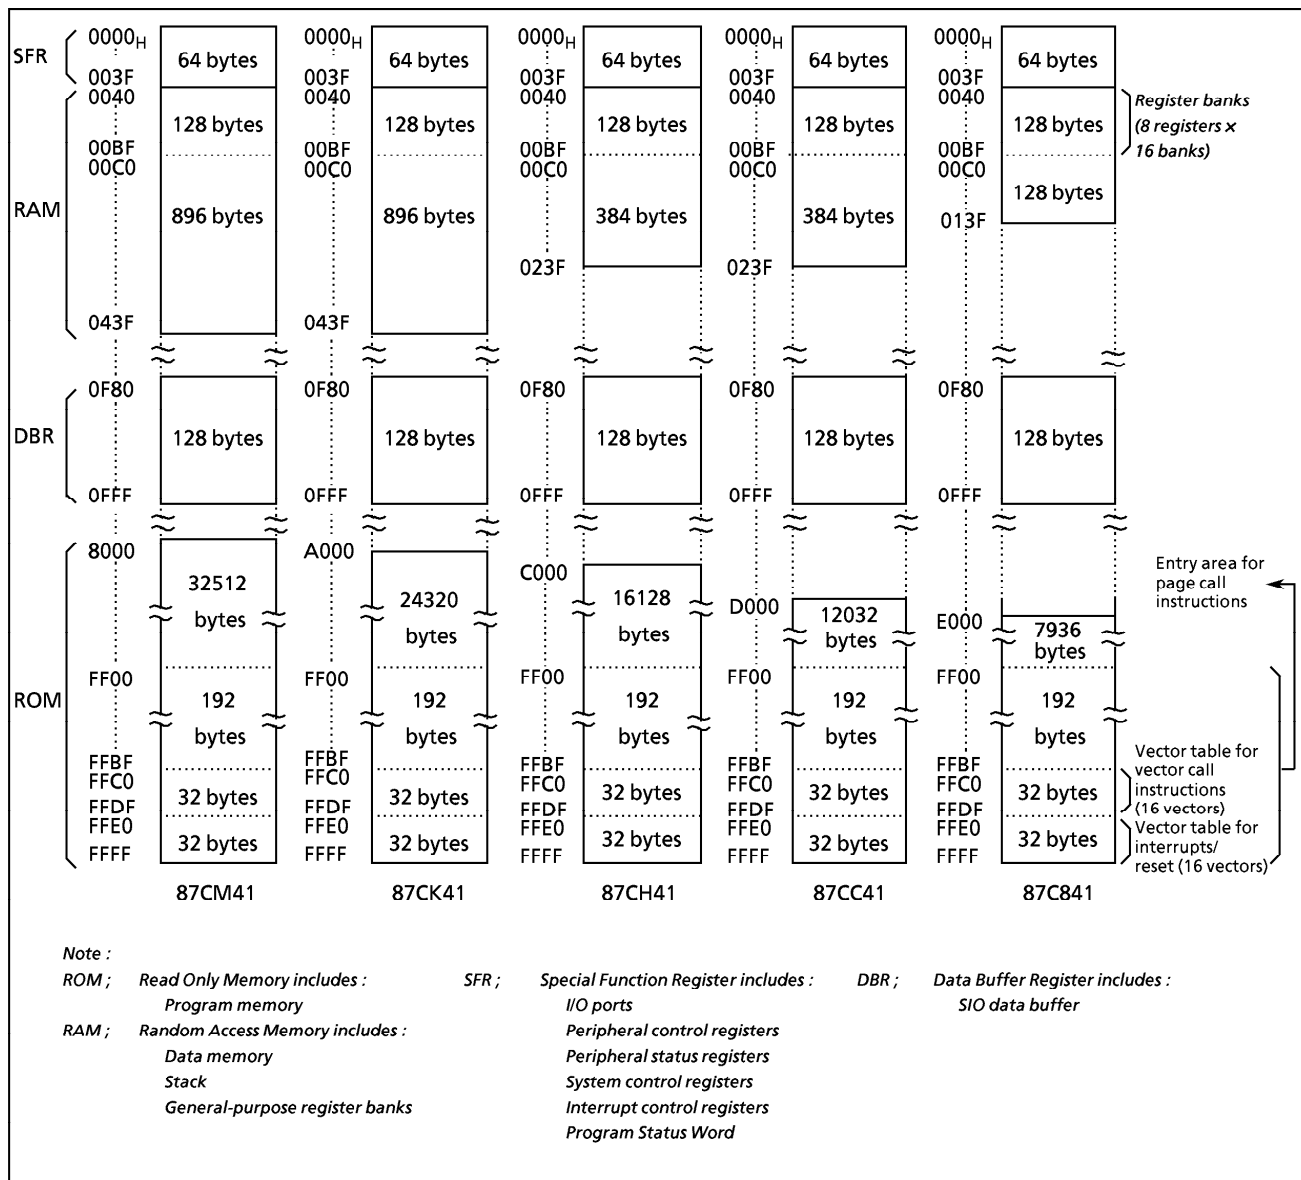 SFR
RAM
DBR
ROM
0000H
003F
0040
00BF
00C0
043F
0F80
0FFF
8000
FF00
FFBF
FFC0
FFDF
FFE0
FFFF
64 bytes
128 bytes
896 bytes
128 bytes
32512
bytes
192
bytes
32 bytes
32 bytes
87CM41
0000H
003F
0040
00BF
00C0
043F
0F80
0FFF
A000
FF00
FFBF
FFC0
FFDF
FFE0
FFFF
64 bytes
128 bytes
896 bytes
128 bytes
24320
bytes
192
bytes
32 bytes
32 bytes
87CK41
0000H
003F
0040
00BF
00C0
023F
0F80
0FFF
C000
FF00
FFBF
FFC0
FFDF
FFE0
FFFF
64 bytes
128 bytes
384 bytes
128 bytes
16128
bytes
192
bytes
32 bytes
32 bytes
87CH41
0000H
003F
0040
00BF
00C0
023F
0F80
0FFF
D000
FF00
FFBF
FFC0
FFDF
FFE0
FFFF
64 bytes
128 bytes
384 bytes
128 bytes
12032
bytes
192
bytes
32 bytes
32 bytes
87CC41
0000H
003F
0040
00BF
00C0
013F
0F80
0FFF
E000
FF00
FFBF
FFC0
FFDF
FFE0
FFFF
64 bytes
128 bytes
128 bytes
128 bytes
7936
bytes
192
bytes
32 bytes
32 bytes
87C841
Register banks
(8 registers ×
16 banks)
Entry area for
page call
instructions
Vector table for
vector call
instructions
(16 vectors)
Vector table for
interrupts/
reset (16 vectors)
Note :
ROM ; Read Only Memory includes :
Program memory
RAM ; Random Access Memory includes :
Data memory
Stack
General-purpose register banks
SFR ; Special Function Register includes :
I/O ports
Peripheral control registers
Peripheral status registers
System control registers
Interrupt control registers
Program Status Word
DBR ; Data Buffer Register includes :
SIO data buffer